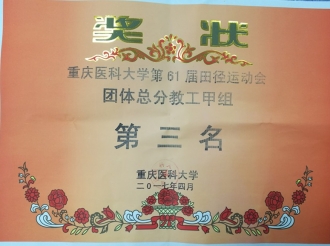 奖状
重庆医科大学第61届田径运动会
团体总分教工甲组
第三名
重庆医科大学
二〇一七年四月